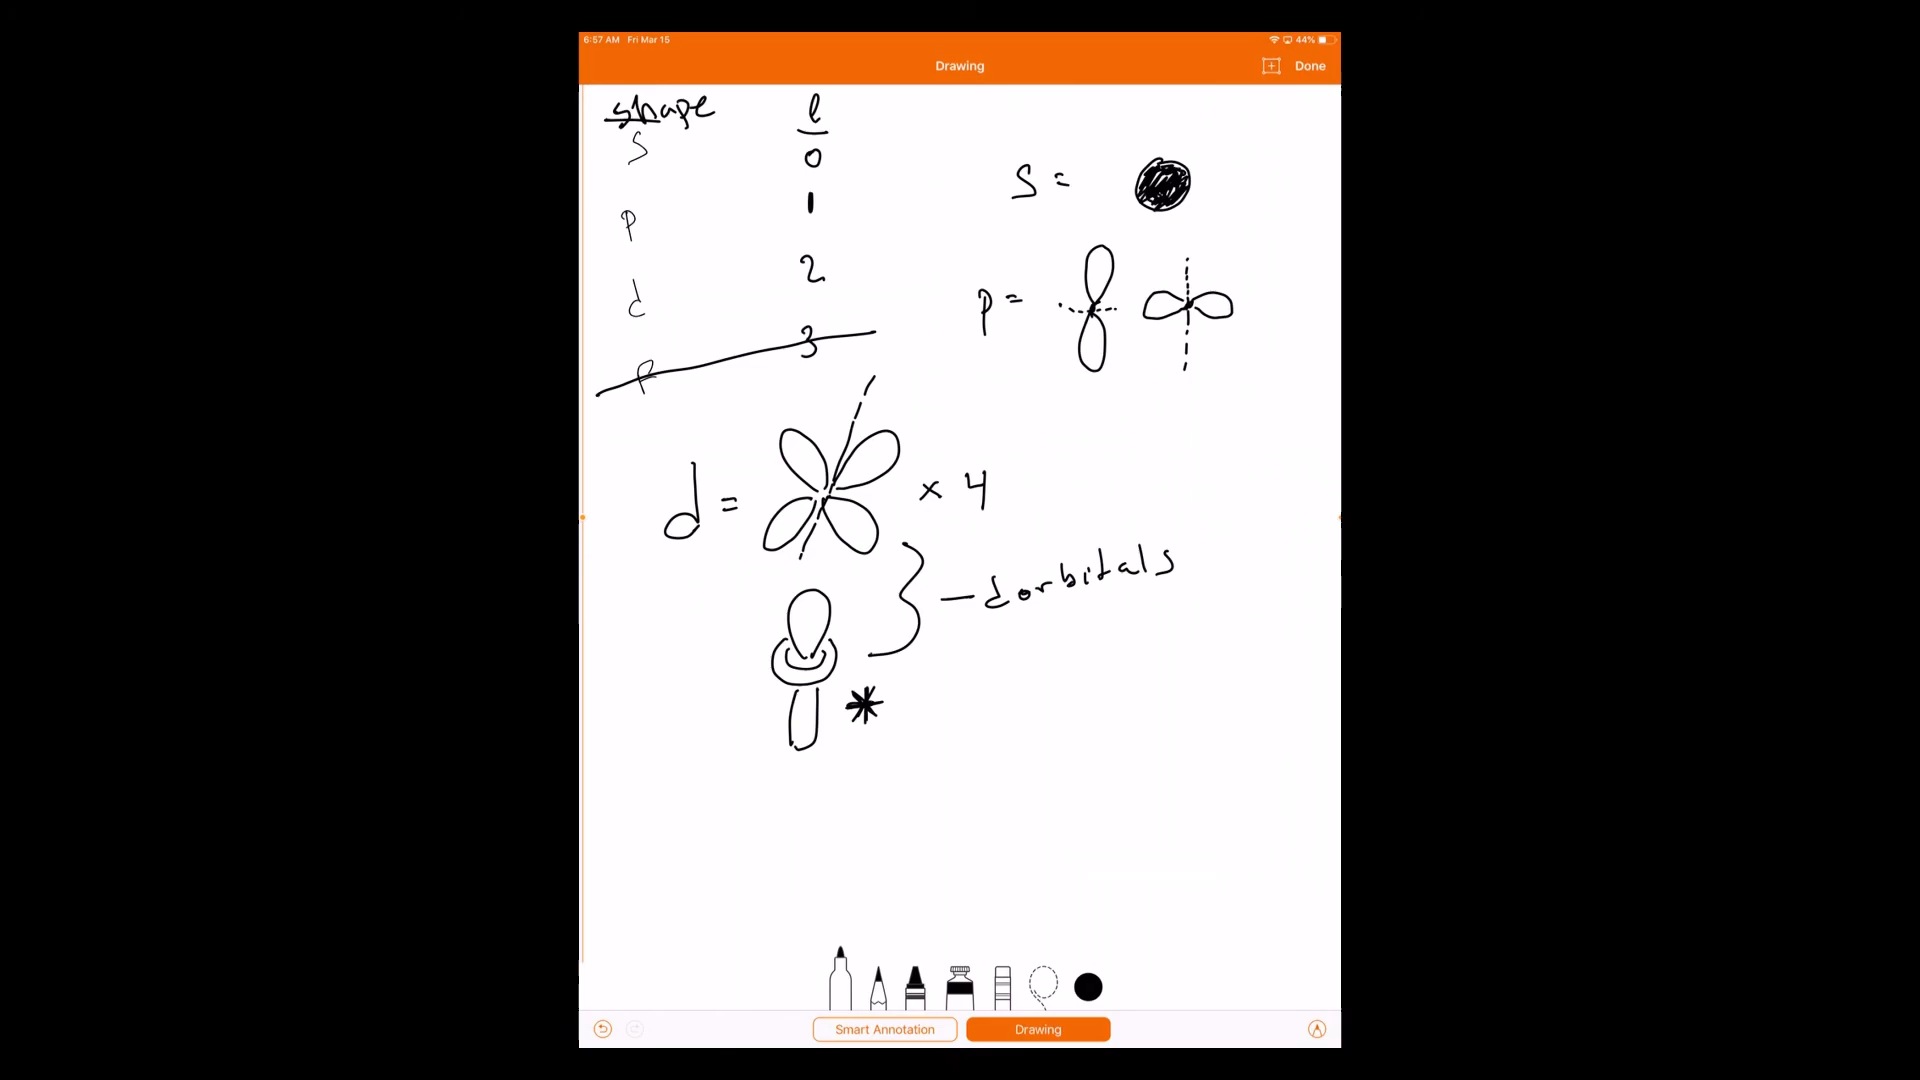 6:57 AM Fri Mar 15
44%
Drawing
Done
shape l
s 0
p 1
d 2
f 3
s =
p =
d = x 4
— d orbitals
*
Smart Annotation
Drawing